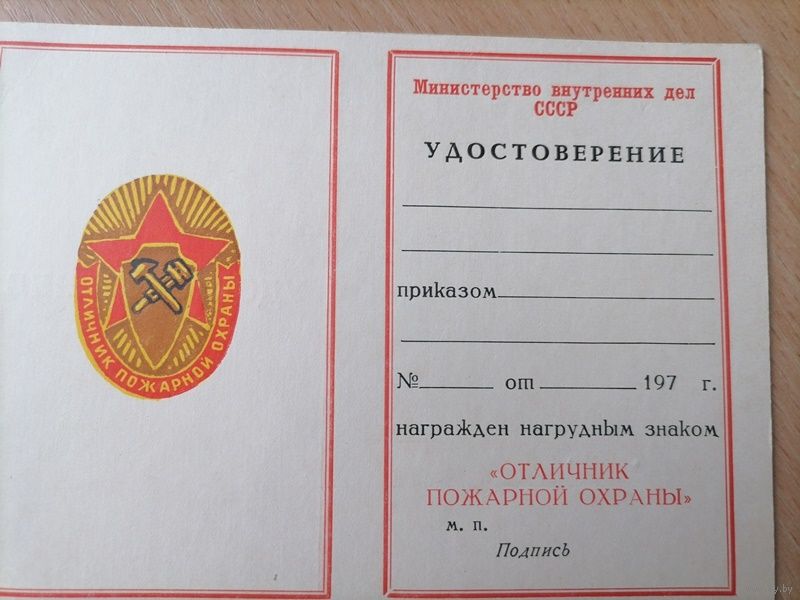 ОТЛИЧНИК ПОЖАРНОЙ ОХРАНЫ
Министерство внутренних дел
СССР
УДОСТОВЕРЕНИЕ
приказом
№ от 197 г.
награжден нагрудным знаком
«ОТЛИЧНИК
ПОЖАРНОЙ ОХРАНЫ»
м. п.
Подпись